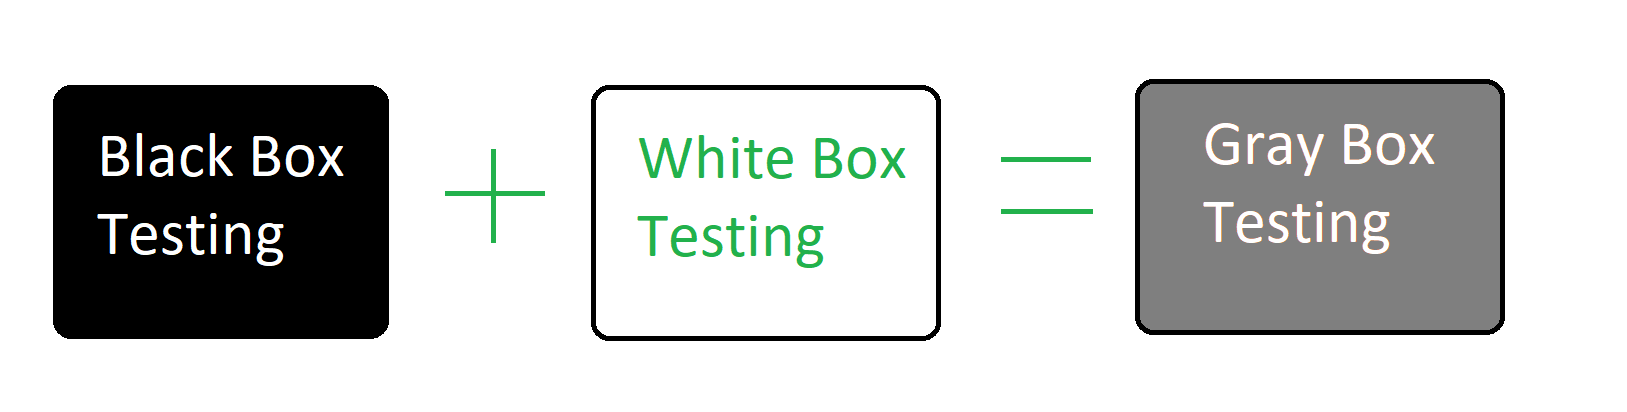 Black Box
Testing
White Box
Testing
Gray Box
Testing